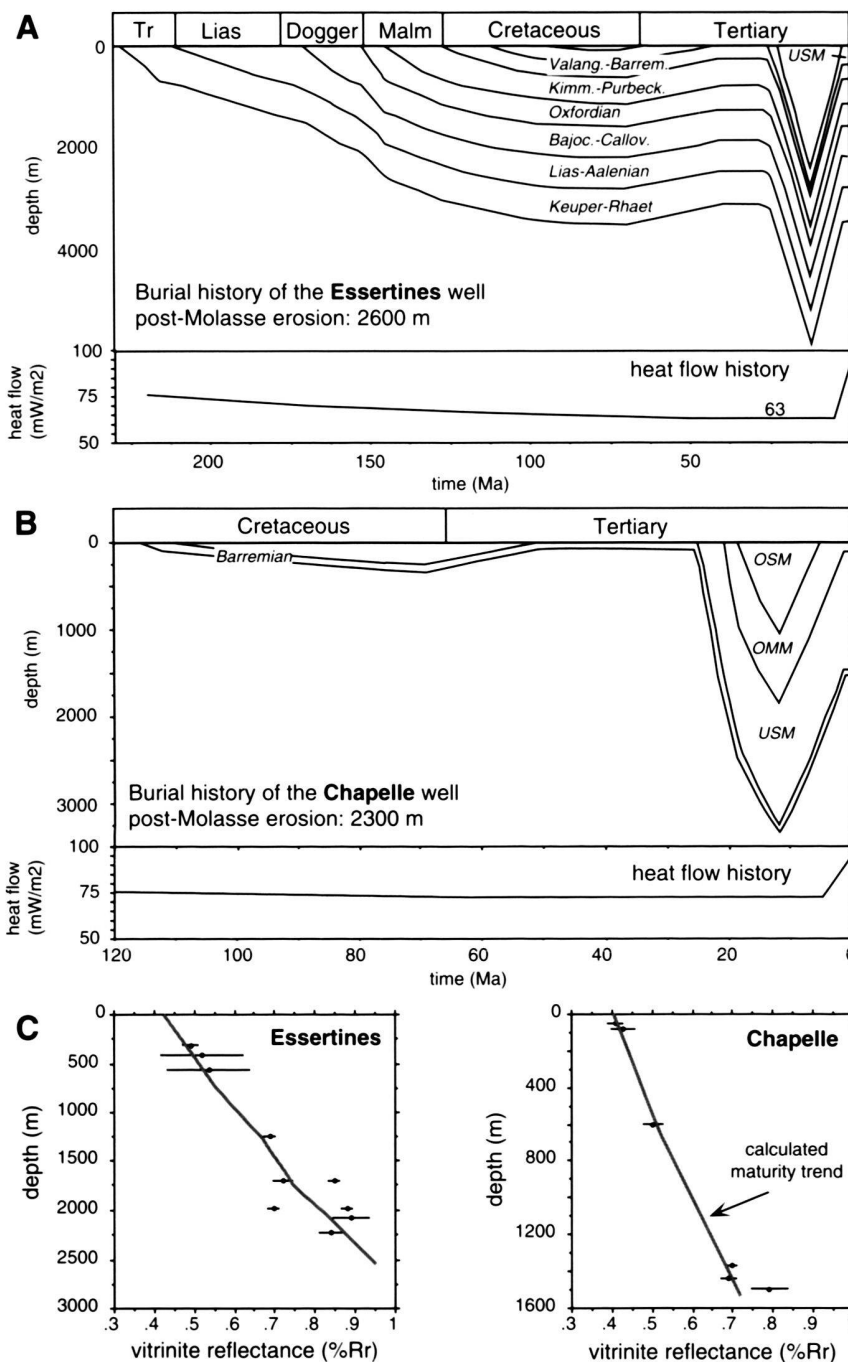 A
Tr Lias Dogger Malm Cretaceous Tertiary
0
2000
4000
depth (m)
USM
Valang.-Barrem.
Kimm.-Purbeck.
Oxfordian
Bajoc.-Callov.
Lias-Aalenian
Keuper-Rhaet
Burial history of the Essertines well
post-Molasse erosion: 2600 m
100
75
50
heat flow
(mW/m2)
heat flow history
63
200 150 100 50
time (Ma)
B
Cretaceous Tertiary
0
1000
2000
3000
depth (m)
Barremian
OSM
OMM
USM
Burial history of the Chapelle well
post-Molasse erosion: 2300 m
100
75
50
heat flow
(mW/m2)
heat flow history
120 100 80 60 40 20
time (Ma)
C
Essertines
0
500
1000
1500
2000
2500
3000
depth (m)
.3 .4 .5 .6 .7 .8 .9 1
vitrinite reflectance (%Rr)
Chapelle
0
400
800
1200
1600
depth (m)
calculated
maturity trend
.3 .4 .5 .6 .7 .8 .9
vitrinite reflectance (%Rr)